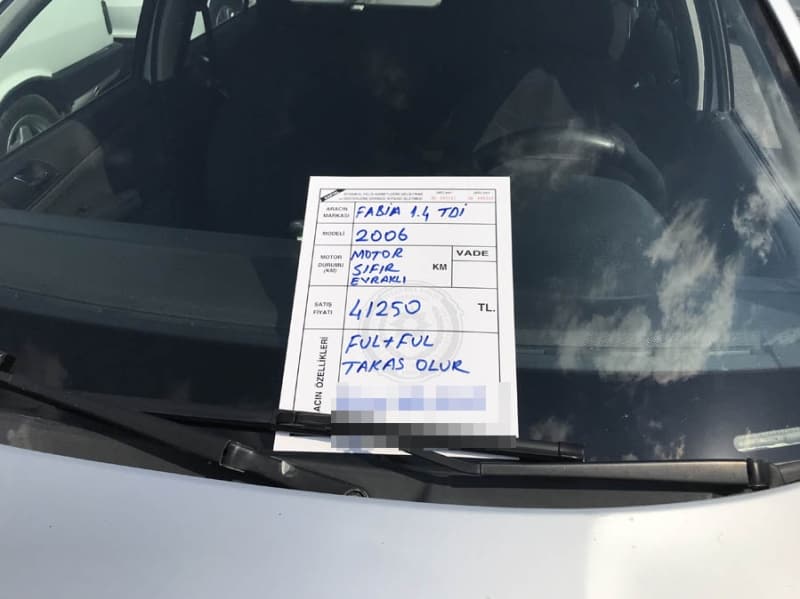 ARACIN MARKASI FABIA 1.4 TDİ
MODELİ 2006
MOTOR DURUMU (KM) MOTOR SIFIR EVRAKLI KM VADE
SATIŞ FİYATI 41250 TL.
ACIN ÖZELLİKLERİ
FUL+FUL
TAKAS OLUR